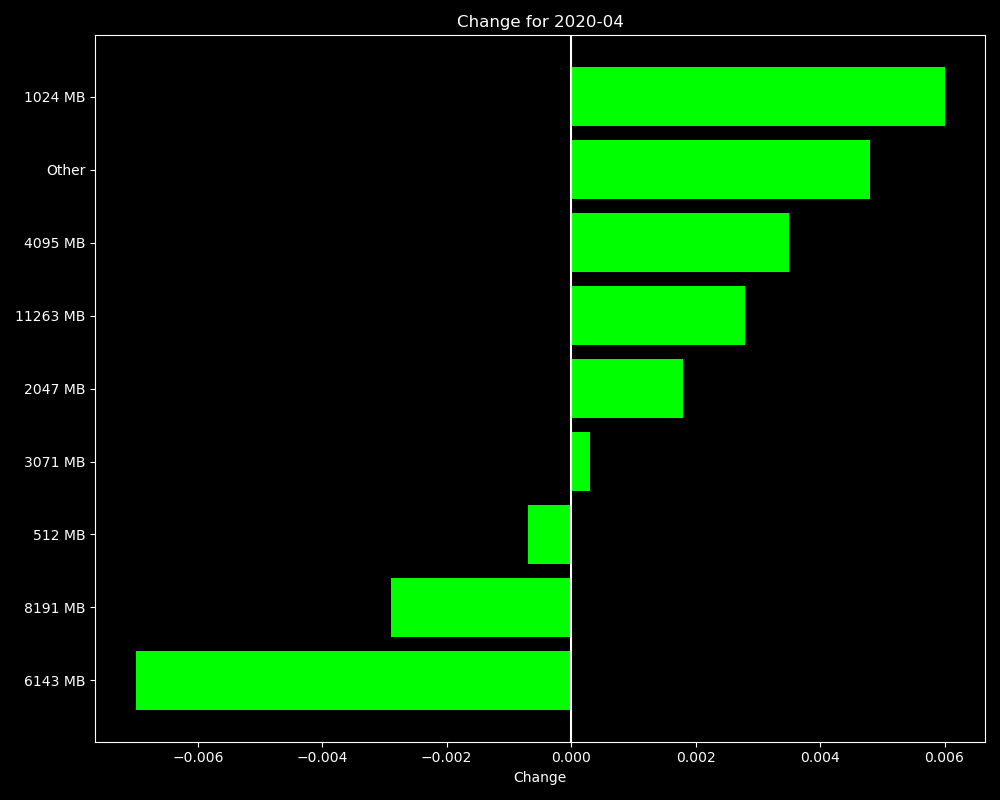 Change for 2020-04
1024 MB
Other
4095 MB
11263 MB
2047 MB
3071 MB
512 MB
8191 MB
6143 MB
−0.006 −0.004 −0.002 0.000 0.002 0.004 0.006
Change